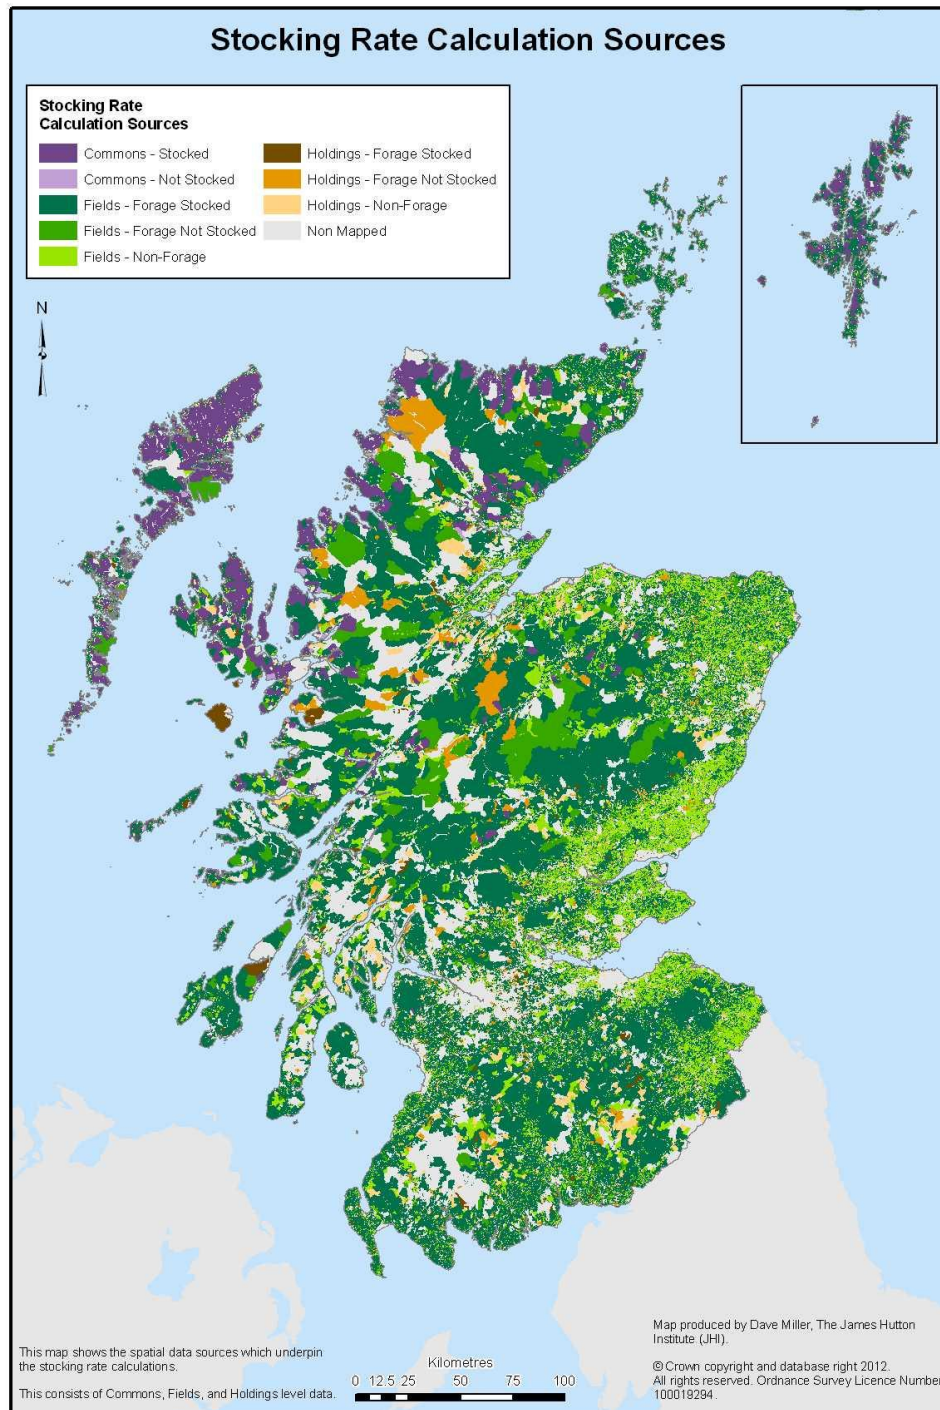 Stocking Rate Calculation Sources
Stocking Rate
Calculation Sources
Commons - Stocked
Commons - Not Stocked
Fields - Forage Stocked
Fields - Forage Not Stocked
Fields - Non-Forage
Holdings - Forage Stocked
Holdings - Forage Not Stocked
Holdings - Non-Forage
Non Mapped
N
This map shows the spatial data sources which underpin
the stocking rate calculations.
This consists of Commons, Fields, and Holdings level data.
Kilometres
0 12.5 25 50 75 100
Map produced by Dave Miller, The James Hutton
Institute (JHI).
© Crown copyright and database right 2012.
All rights reserved. Ordnance Survey Licence Number
100019294.